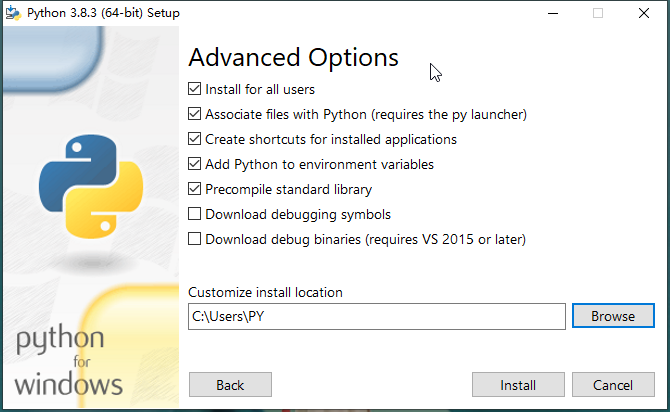 Python 3.8.3 (64-bit) Setup
Advanced Options
Install for all users
Associate files with Python (requires the py launcher)
Create shortcuts for installed applications
Add Python to environment variables
Precompile standard library
Download debugging symbols
Download debug binaries (requires VS 2015 or later)
Customize install location
C:\Users\PY
Browse
python
for
windows
Back
Install
Cancel